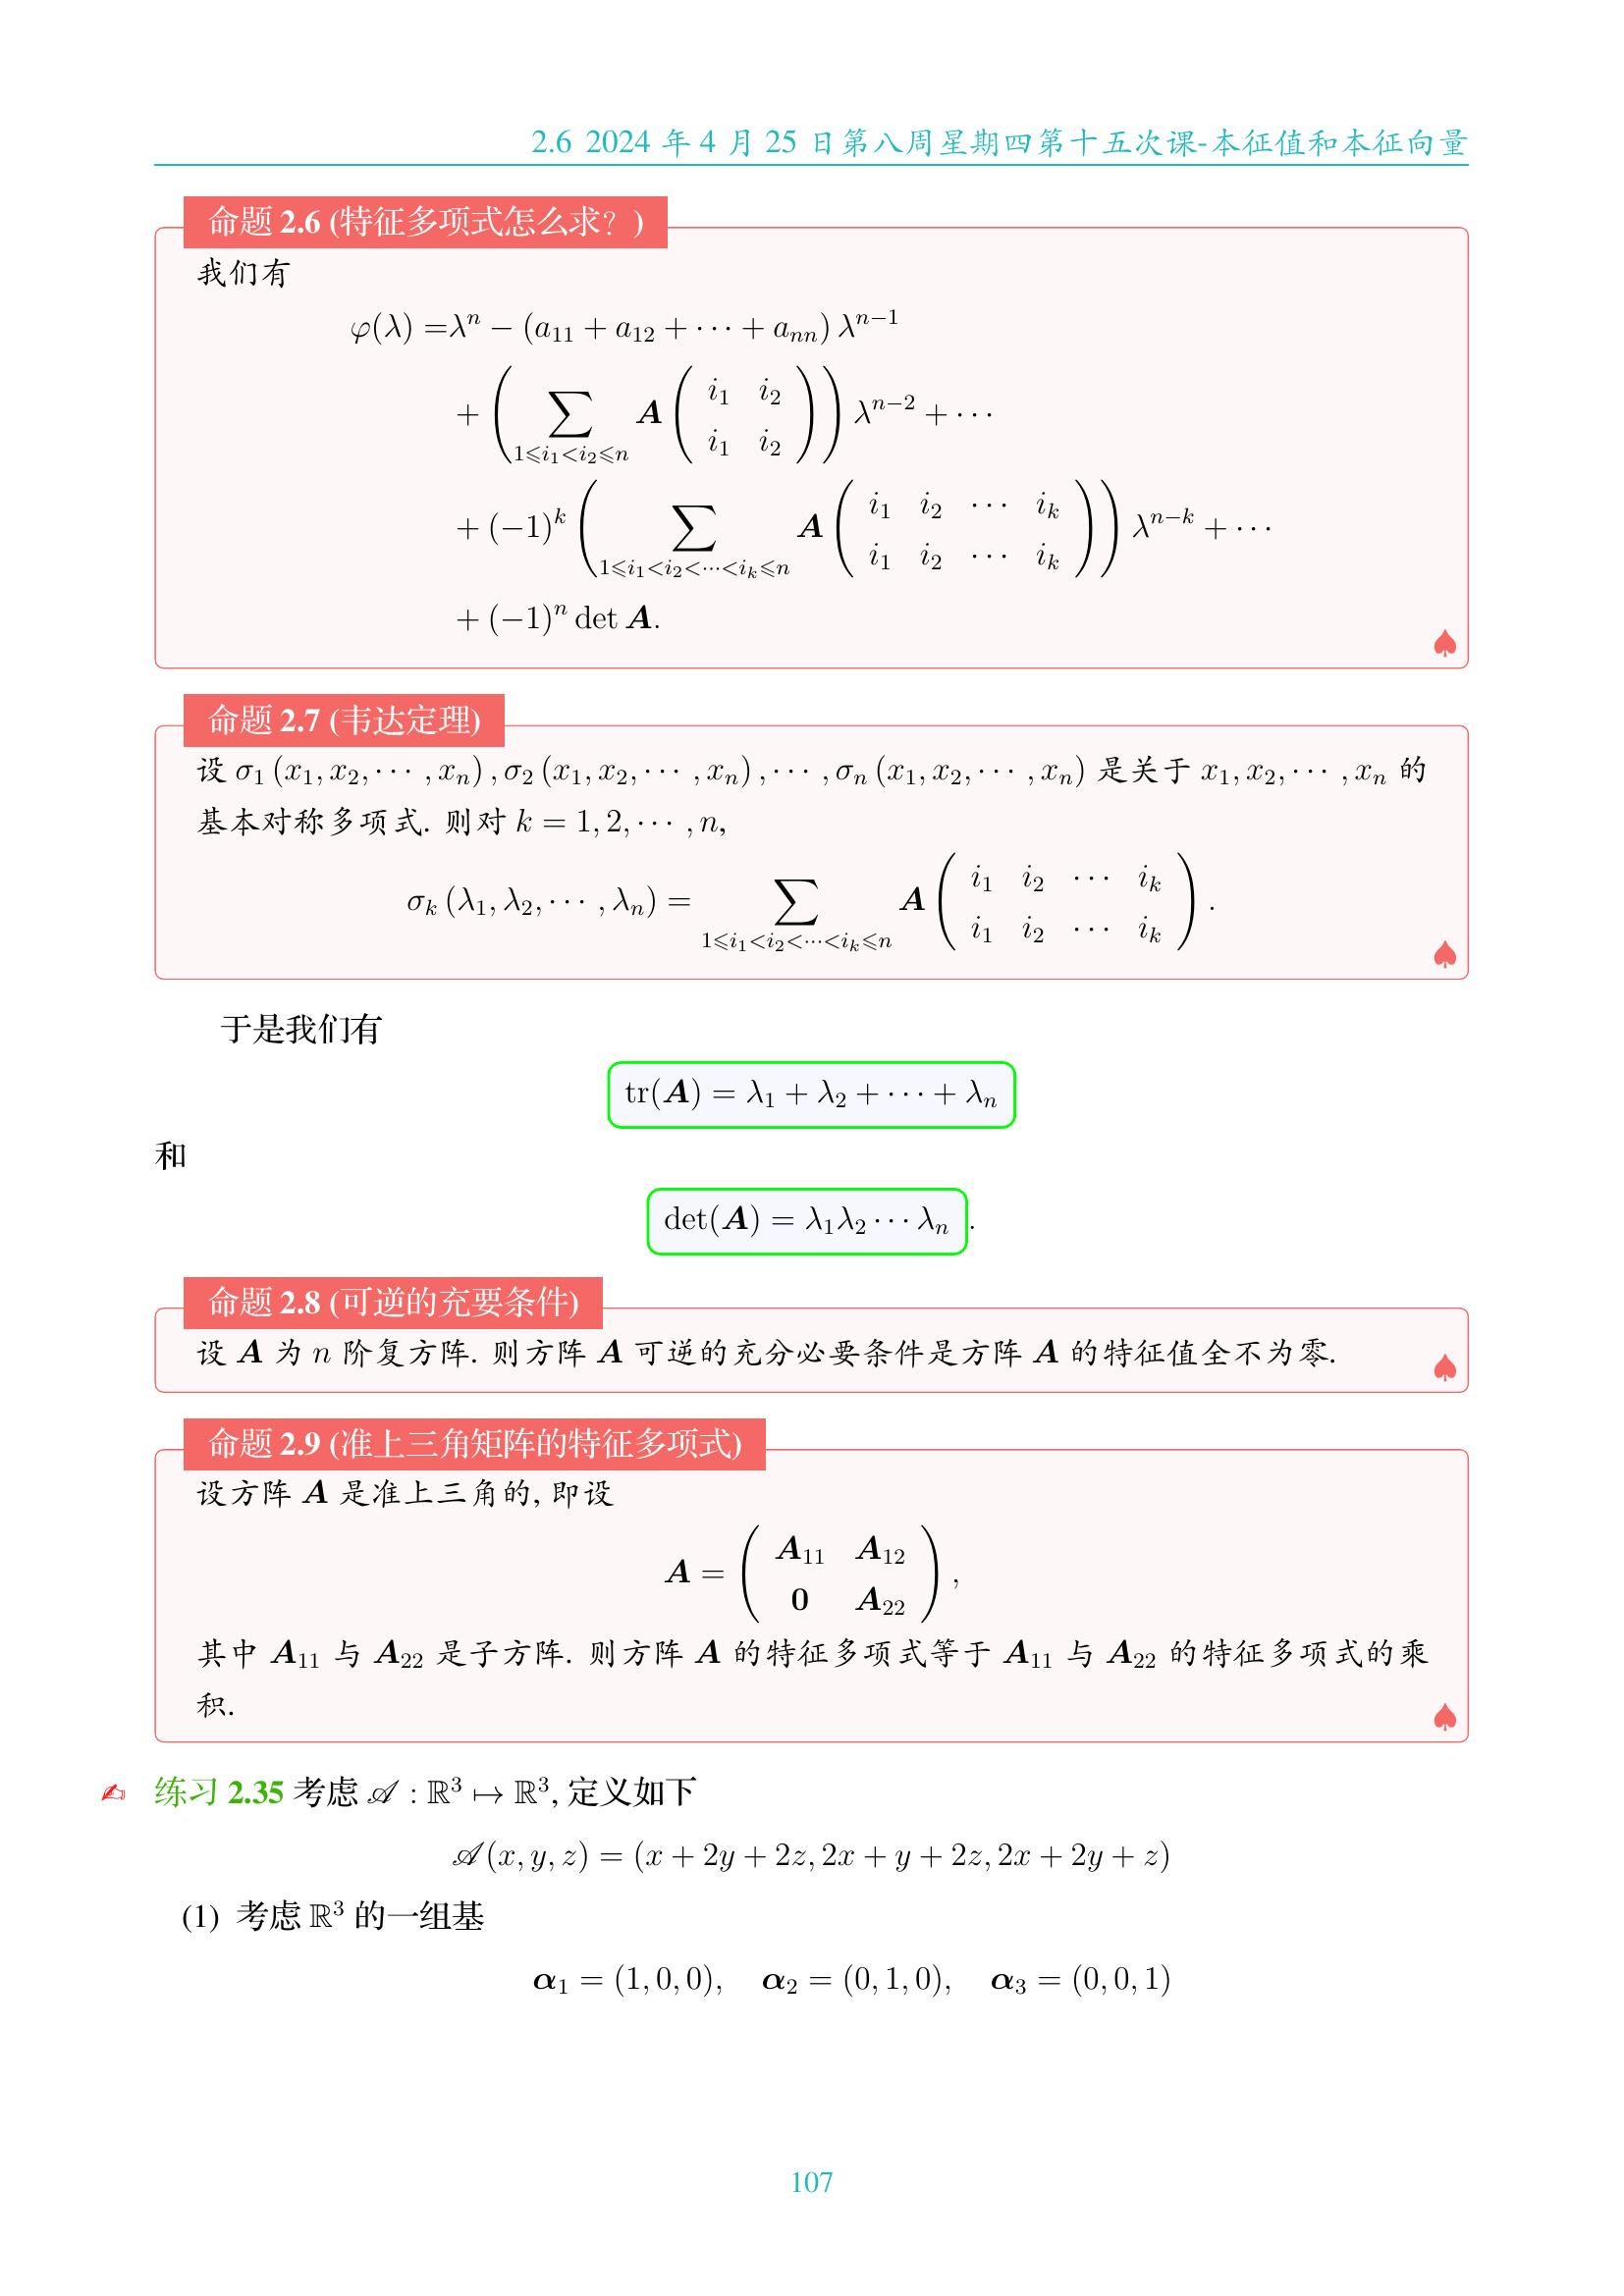 2.6 2024 年 4 月 25 日第八周星期四第十五次课-本征值和本征向量
命题 2.6 (特征多项式怎么求？)
我们有
$\varphi(\lambda) = \lambda^n - (a_{11} + a_{12} + \cdots + a_{nn}) \lambda^{n-1}$
$+ \left( \sum_{1 \leqslant i_1 < i_2 \leqslant n} \boldsymbol{A} \begin{pmatrix} i_1 & i_2 \\ i_1 & i_2 \end{pmatrix} \right) \lambda^{n-2} + \cdots$
$+ (-1)^k \left( \sum_{1 \leqslant i_1 < i_2 < \cdots < i_k \leqslant n} \boldsymbol{A} \begin{pmatrix} i_1 & i_2 & \cdots & i_k \\ i_1 & i_2 & \cdots & i_k \end{pmatrix} \right) \lambda^{n-k} + \cdots$
$+ (-1)^n \det \boldsymbol{A}.$
♠
命题 2.7 (韦达定理)
设 $\sigma_1 (x_1, x_2, \cdots, x_n), \sigma_2 (x_1, x_2, \cdots, x_n), \cdots, \sigma_n (x_1, x_2, \cdots, x_n)$ 是关于 $x_1, x_2, \cdots, x_n$ 的
基本对称多项式. 则对 $k = 1, 2, \cdots, n$,
$\sigma_k (\lambda_1, \lambda_2, \cdots, \lambda_n) = \sum_{1 \leqslant i_1 < i_2 < \cdots < i_k \leqslant n} \boldsymbol{A} \begin{pmatrix} i_1 & i_2 & \cdots & i_k \\ i_1 & i_2 & \cdots & i_k \end{pmatrix}.$
♠
于是我们有
$\mathrm{tr}(\boldsymbol{A}) = \lambda_1 + \lambda_2 + \cdots + \lambda_n$
和
$\det(\boldsymbol{A}) = \lambda_1 \lambda_2 \cdots \lambda_n$.
命题 2.8 (可逆的充要条件)
设 $\boldsymbol{A}$ 为 $n$ 阶复方阵. 则方阵 $\boldsymbol{A}$ 可逆的充分必要条件是方阵 $\boldsymbol{A}$ 的特征值全不为零.
♠
命题 2.9 (准上三角矩阵的特征多项式)
设方阵 $\boldsymbol{A}$ 是准上三角的, 即设
$\boldsymbol{A} = \begin{pmatrix} \boldsymbol{A}_{11} & \boldsymbol{A}_{12} \\ \boldsymbol{0} & \boldsymbol{A}_{22} \end{pmatrix},$
其中 $\boldsymbol{A}_{11}$ 与 $\boldsymbol{A}_{22}$ 是子方阵. 则方阵 $\boldsymbol{A}$ 的特征多项式等于 $\boldsymbol{A}_{11}$ 与 $\boldsymbol{A}_{22}$ 的特征多项式的乘
积.
♠
✍ 练习 2.35 考虑 $\mathscr{A} : \mathbb{R}^3 \mapsto \mathbb{R}^3$, 定义如下
$\mathscr{A}(x, y, z) = (x + 2y + 2z, 2x + y + 2z, 2x + 2y + z)$
(1) 考虑 $\mathbb{R}^3$ 的一组基
$\boldsymbol{\alpha}_1 = (1, 0, 0), \quad \boldsymbol{\alpha}_2 = (0, 1, 0), \quad \boldsymbol{\alpha}_3 = (0, 0, 1)$
107